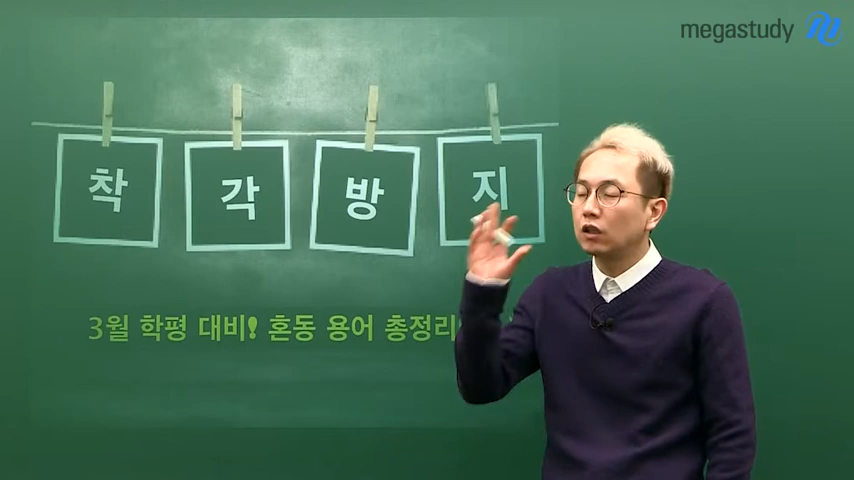 megastudy
착 각 방 지
3월 학평 대비! 혼동 용어 총정리